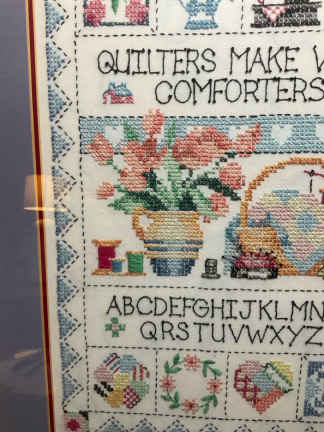 QUILTERS MAKE
COMFORTERS
ABCDEFGHIJKLMN
QRSTUVWXYZ